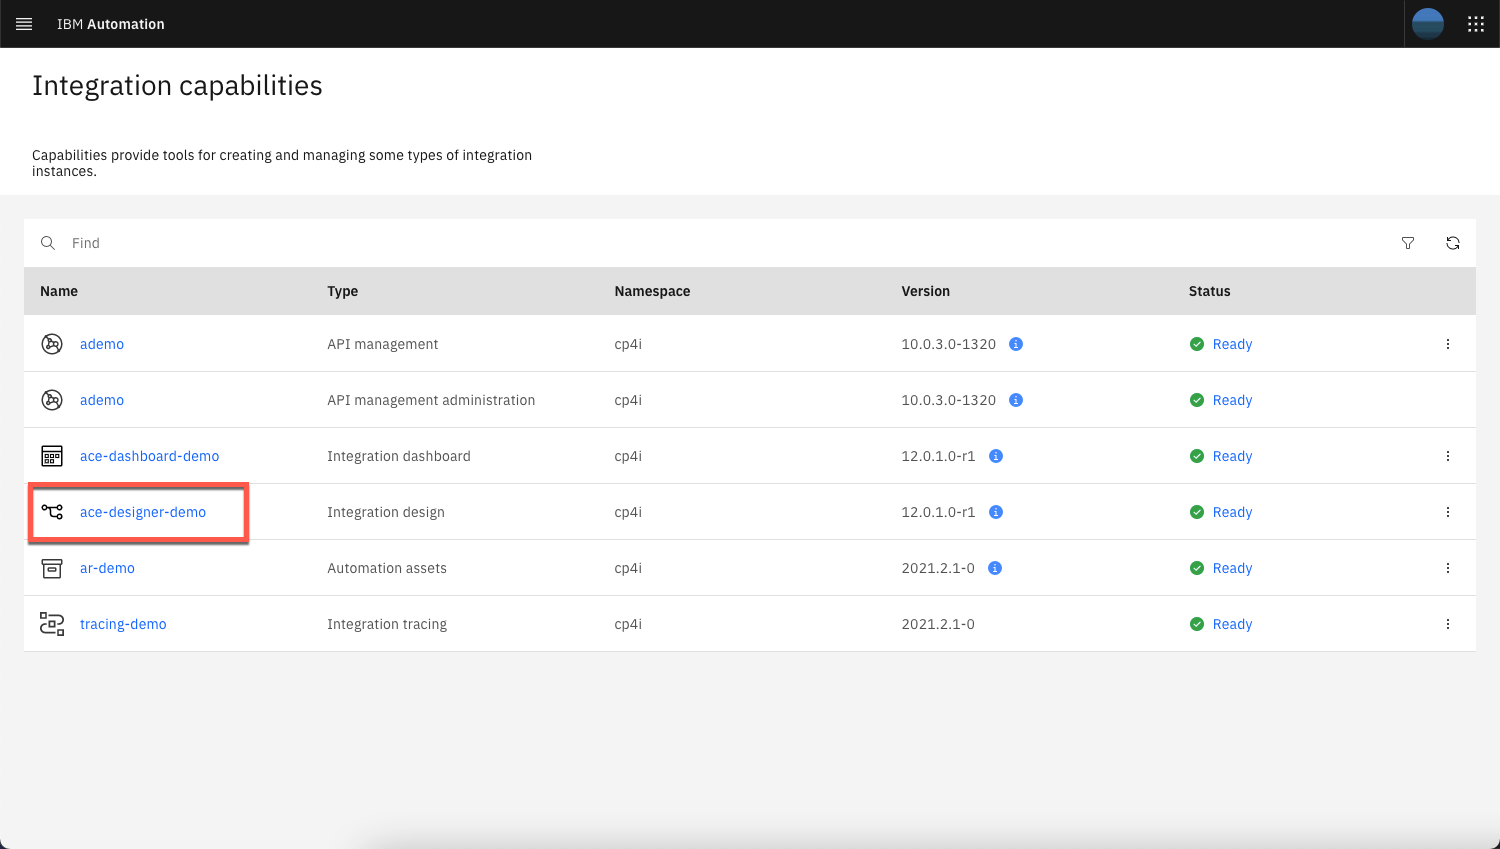 IBM Automation
Integration capabilities
Capabilities provide tools for creating and managing some types of integration
instances.
Find
Name Type Namespace Version Status
ademo API management cp4i 10.0.3.0-1320 Ready
ademo API management administration cp4i 10.0.3.0-1320 Ready
ace-dashboard-demo Integration dashboard cp4i 12.0.1.0-r1 Ready
ace-designer-demo Integration design cp4i 12.0.1.0-r1 Ready
ar-demo Automation assets cp4i 2021.2.1-0 Ready
tracing-demo Integration tracing cp4i 2021.2.1-0 Ready